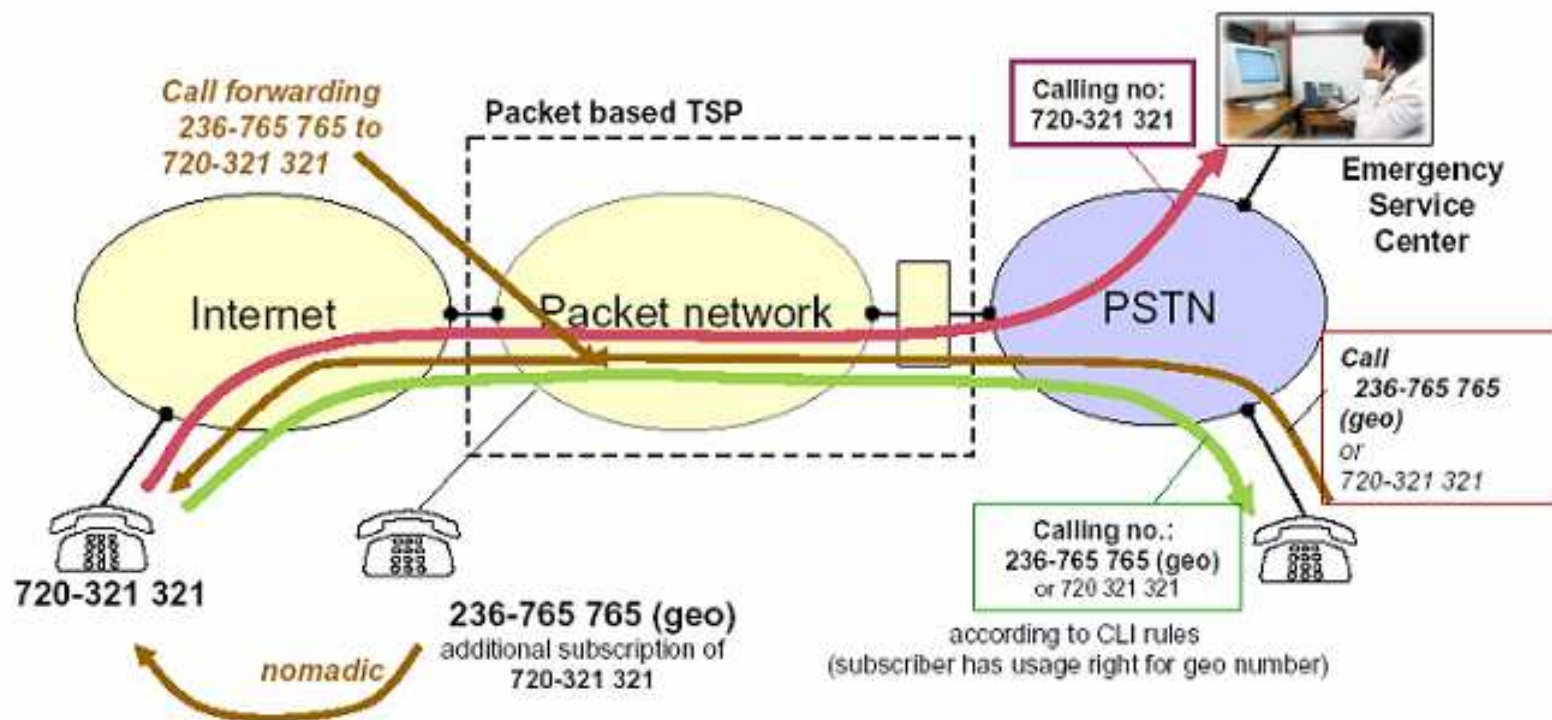 Call forwarding
236-765 765 to
720-321 321
Packet based TSP
Calling no:
720-321 321
Emergency
Service
Center
Internet
Packet network
PSTN
Call
236-765 765
(geo)
or
720-321 321
Calling no.:
236-765 765 (geo)
or 720 321 321
according to CLI rules
(subscriber has usage right for geo number)
720-321 321
236-765 765 (geo)
additional subscription of
720-321 321
nomadic